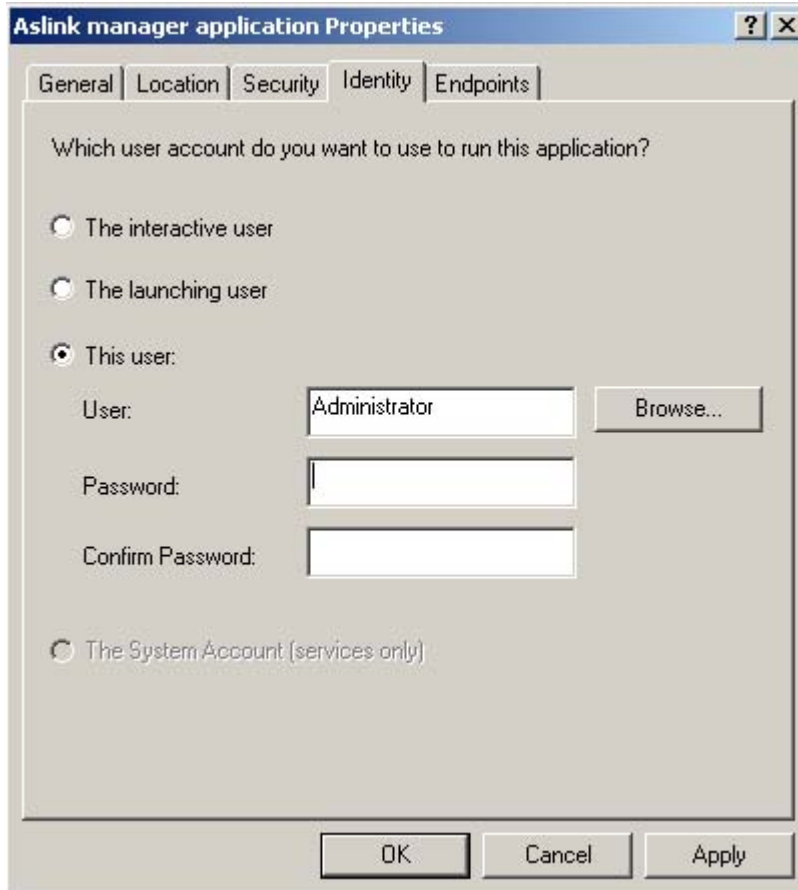 Aslink manager application Properties
General Location Security Identity Endpoints
Which user account do you want to use to run this application?
The interactive user
The launching user
This user:
User: Administrator Browse...
Password:
Confirm Password:
The System Account (services only)
OK Cancel Apply